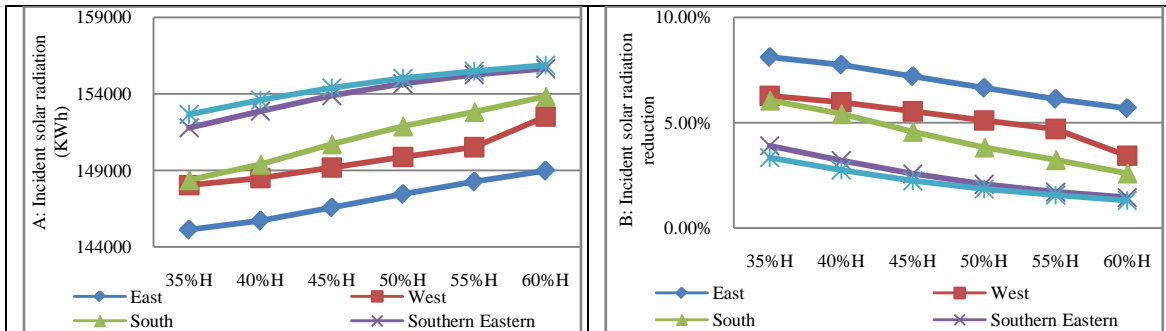 A: Incident solar radiation
(KWh)
159000
154000
149000
144000
35%H 40%H 45%H 50%H 55%H 60%H
East West
South Southern Eastern
B: Incident solar radiation
reduction
10.00%
5.00%
0.00%
35%H 40%H 45%H 50%H 55%H 60%H
East West
South Southern Eastern